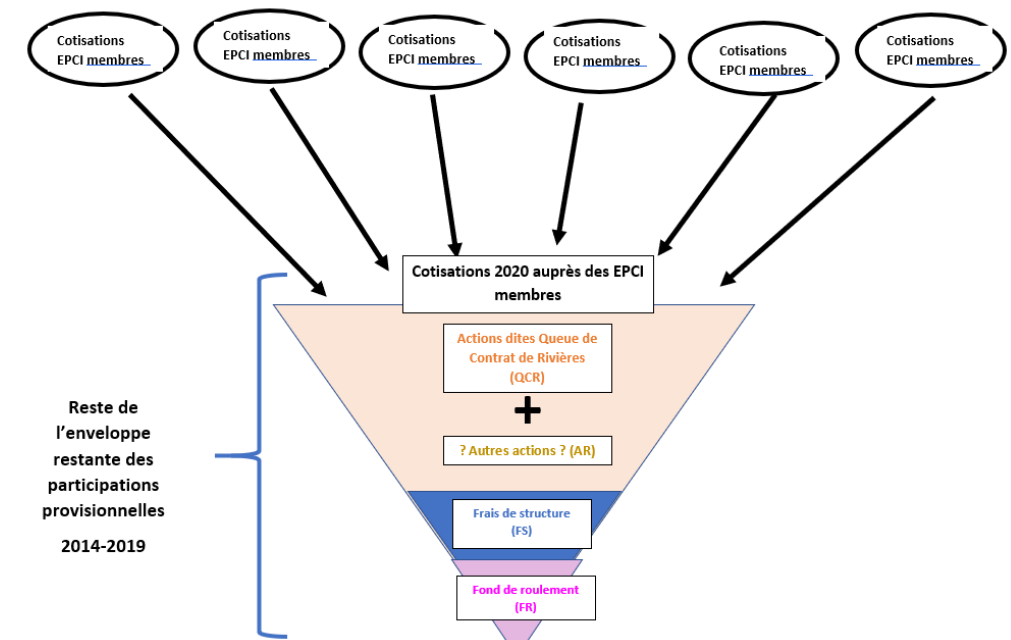 Cotisations
EPCI membres
Cotisations
EPCI membres
Cotisations
EPCI membres
Cotisations
EPCI membres
Cotisations
EPCI membres
Cotisations
EPCI membres
Cotisations 2020 auprès des EPCI
membres
Actions dites Queue de
Contrat de Rivières
(QCR)
+
? Autres actions ? (AR)
Frais de structure
(FS)
Fond de roulement
(FR)
Reste de
l’enveloppe
restante des
participations
provisionnelles
2014-2019